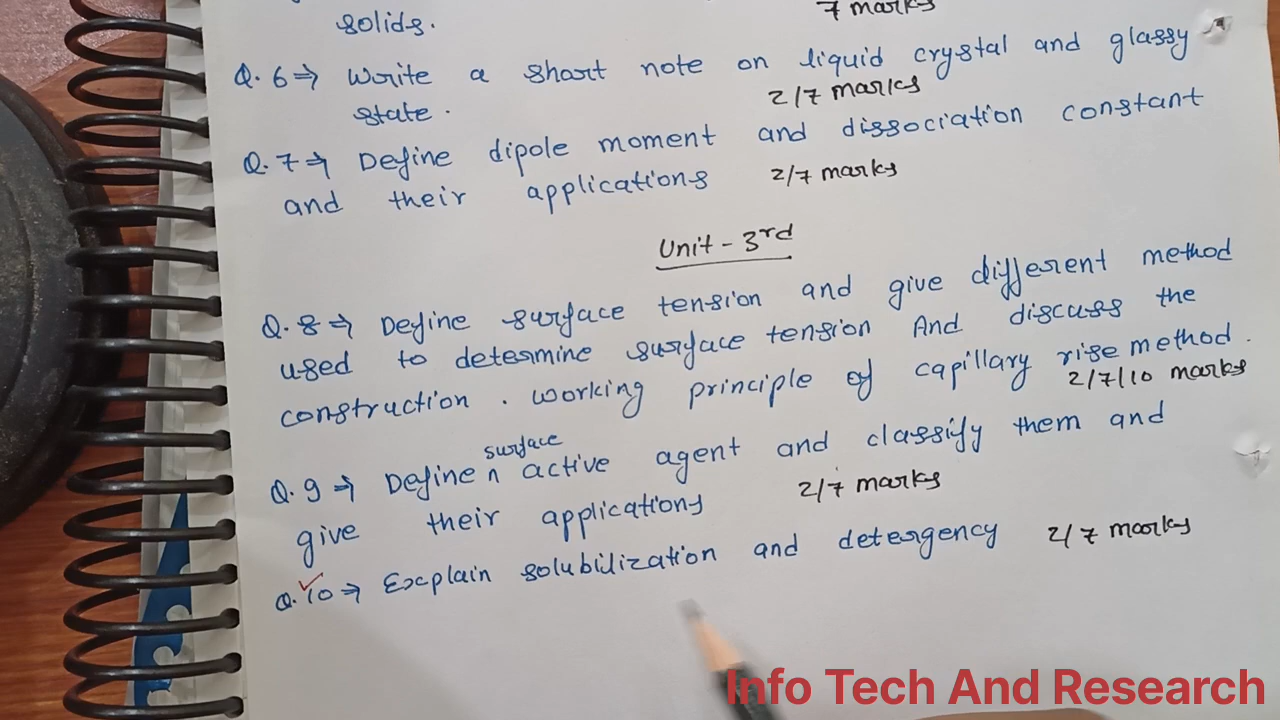 7 marks
solids.
Q. 6⇒ Write a short note on liquid crystal and glassy
state. 2/7 marks
Q. 7⇒ Define dipole moment and dissociation constant
and their applications 2/7 marks
Unit - 3rd
Q. 8⇒ Define surface tension and give different method
used to determine surface tension And discuss the
construction. working principle of capillary rise method.
2/7/10 marks
surface
Q. 9⇒ Define ^ active agent and classify them and
give their applications 2/7 marks
Q. 10⇒ Explain solubilization and detergency 2/7 marks
Info Tech And Research